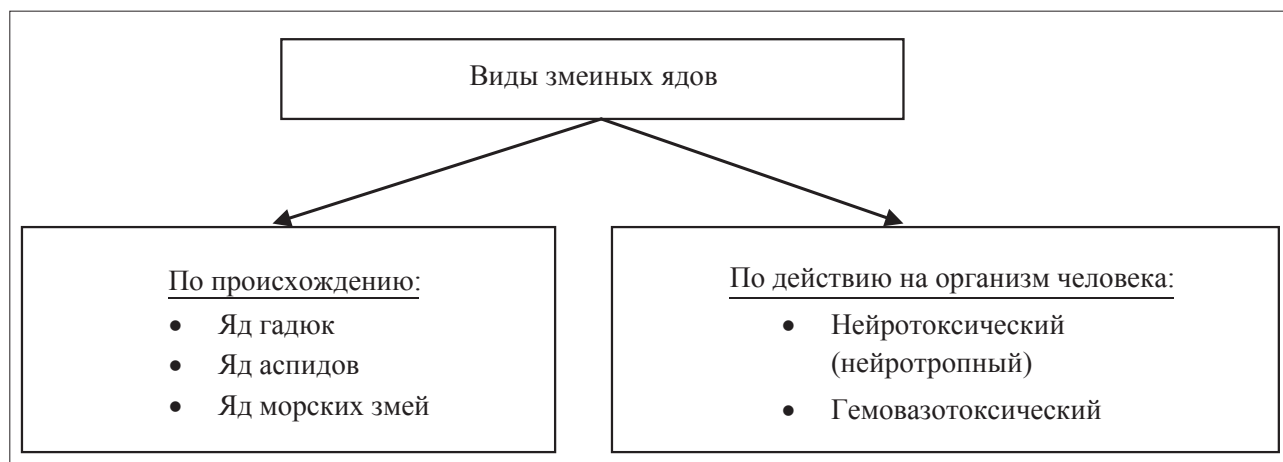 Виды змеиных ядов
По происхождению:
• Яд гадюк
• Яд аспидов
• Яд морских змей
По действию на организм человека:
• Нейротоксический
(нейротропный)
• Гемовазотоксический